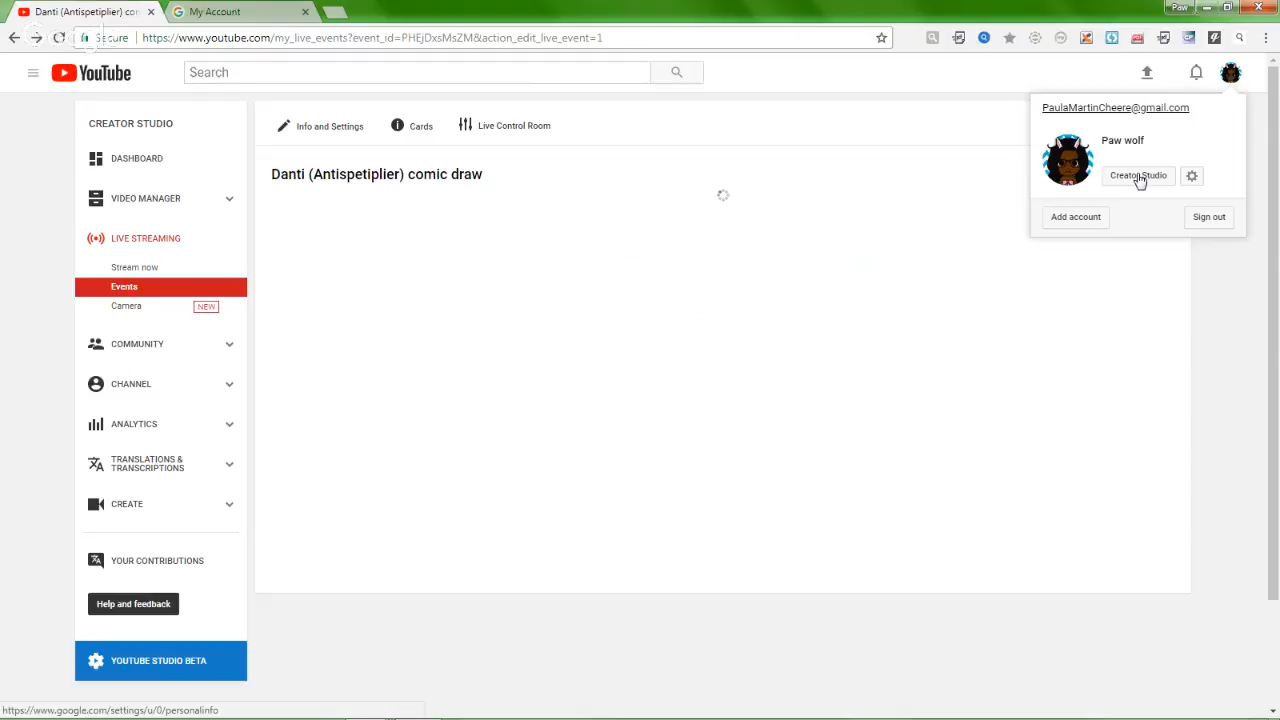 Danti (Antispetiplier) cor
My Account
Paw
Secure
https://www.youtube.com/my_live_events?event_id=PHEjDxsMsZM&action_edit_live_event=1
YouTube
Search
PaulaMartinCheere@gmail.com
Paw wolf
Creator Studio
Add account
Sign out
CREATOR STUDIO
DASHBOARD
VIDEO MANAGER
LIVE STREAMING
Stream now
Events
Camera
NEW
COMMUNITY
CHANNEL
ANALYTICS
TRANSLATIONS &
TRANSCRIPTIONS
CREATE
YOUR CONTRIBUTIONS
Help and feedback
YOUTUBE STUDIO BETA
Info and Settings
Cards
Live Control Room
Danti (Antispetiplier) comic draw
https://www.google.com/settings/u/0/personalinfo